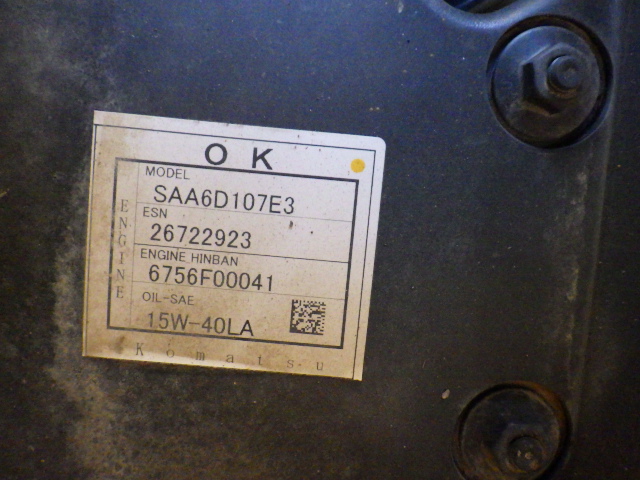 OK
MODEL
SAA6D107E3
ESN
26722923
ENGINE HINBAN
6756F00041
OIL-SAE
15W-40LA
ENGINE
Komatsu